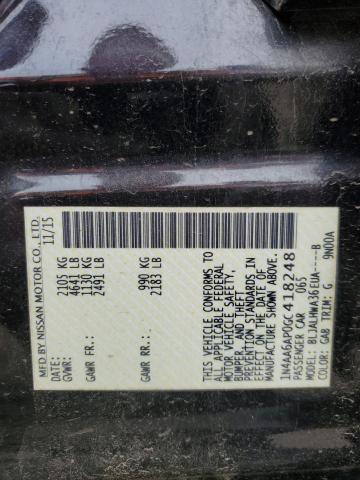 MFD BY NISSAN MOTOR CO., LTD.
DATE: 11/15
GVWR: 2105 KG
4641 LB
GAWR FR.: 1130 KG
2491 LB
GAWR RR.: 990 KG
2183 LB
THIS VEHICLE CONFORMS TO
ALL APPLICABLE FEDERAL
MOTOR VEHICLE SAFETY,
BUMPER, AND THEFT
PREVENTION STANDARDS IN
EFFECT ON THE DATE OF
MANUFACTURE SHOWN ABOVE.
1N4AA6AP0GC418248
PASSENGER CAR 065
MODEL: BLJALHWA36EUA----B
COLOR: GAB TRIM: G 9N00A